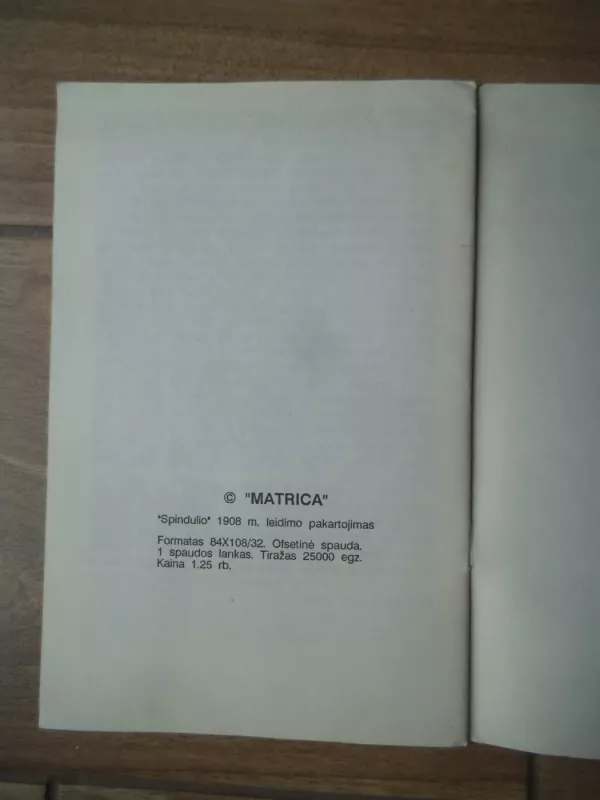 © "MATRICA"
"Spindulio" 1908 m. leidimo pakartojimas
Formatas 84X108/32. Ofsetinė spauda.
1 spaudos lankas. Tiražas 25000 egz.
Kaina 1.25 rb.